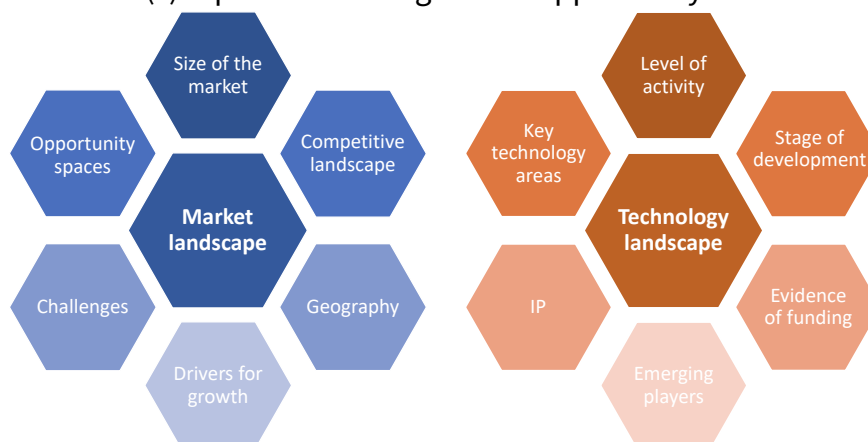 Size of the
market
Opportunity
spaces
Competitive
landscape
Market
landscape
Challenges
Geography
Drivers for
growth
Level of
activity
Key
technology
areas
Stage of
development
Technology
landscape
IP
Evidence
of funding
Emerging
players